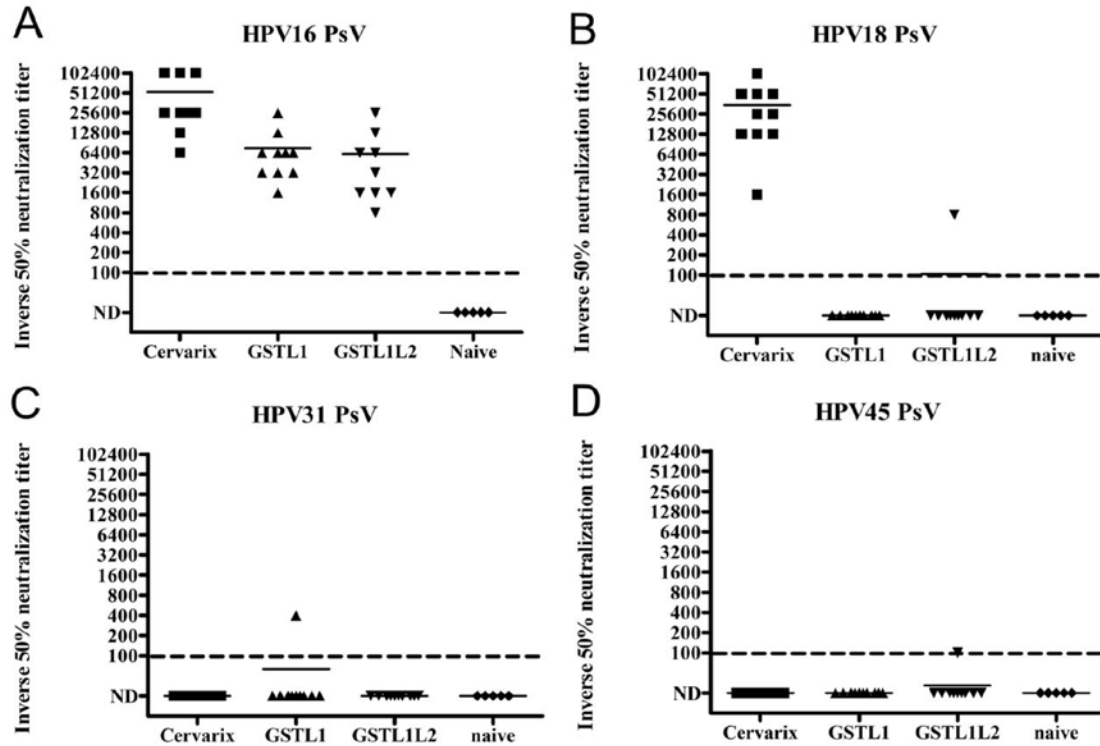 A
HPV16 PsV
Inverse 50% neutralization titer
102400
51200
25600
12800
6400
3200
1600
800
400
200
100
ND
Cervarix GSTL1 GSTL1L2 Naive
B
HPV18 PsV
Inverse 50% neutralization titer
102400
51200
25600
12800
6400
3200
1600
800
400
200
100
ND
Cervarix GSTL1 GSTL1L2 naive
C
HPV31 PsV
Inverse 50% neutralization titer
102400
51200
25600
12800
6400
3200
1600
800
400
200
100
ND
Cervarix GSTL1 GSTL1L2 naive
D
HPV45 PsV
Inverse 50% neutralization titer
102400
51200
25600
12800
6400
3200
1600
800
400
200
100
ND
Cervarix GSTL1 GSTL1L2 naive